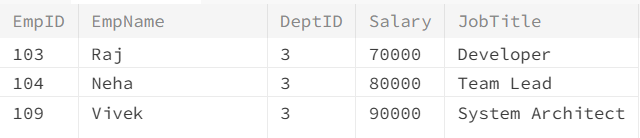 EmpID EmpName DeptID Salary JobTitle
103 Raj 3 70000 Developer
104 Neha 3 80000 Team Lead
109 Vivek 3 90000 System Architect